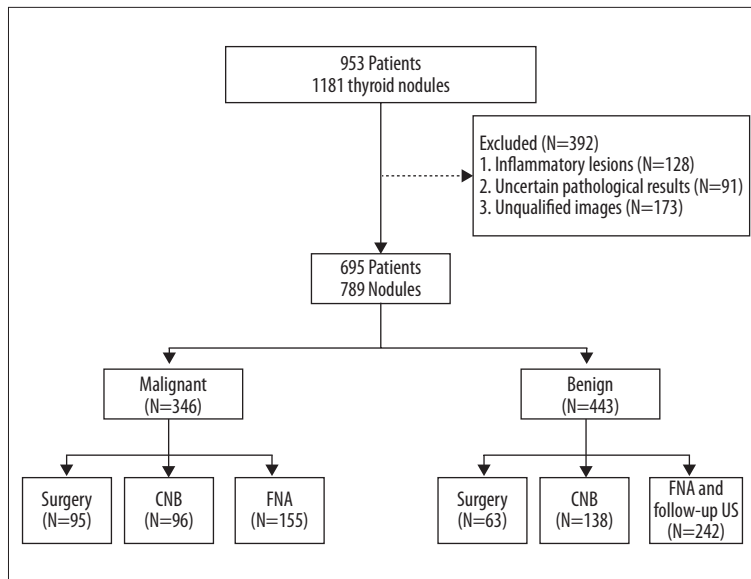 953 Patients
1181 thyroid nodules
Excluded (N=392)
1. Inflammatory lesions (N=128)
2. Uncertain pathological results (N=91)
3. Unqualified images (N=173)
695 Patients
789 Nodules
Malignant
(N=346)
Benign
(N=443)
Surgery
(N=95)
CNB
(N=96)
FNA
(N=155)
Surgery
(N=63)
CNB
(N=138)
FNA and
follow-up US
(N=242)